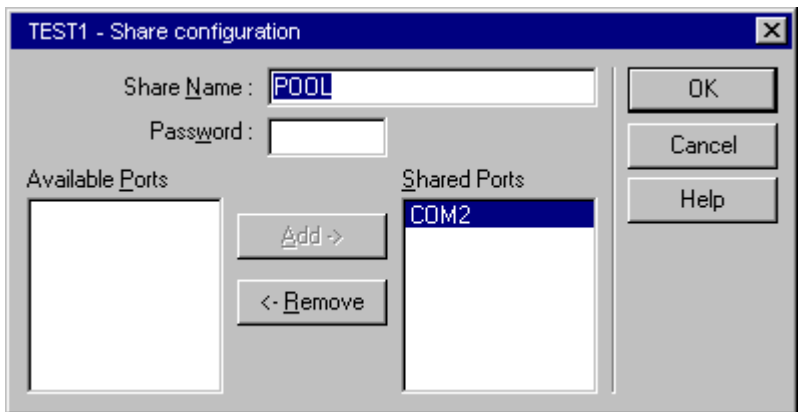 TEST1 - Share configuration
Share Name : POOL
OK
Password :
Cancel
Available Ports
Shared Ports
Help
COM2
Add ->
<- Remove